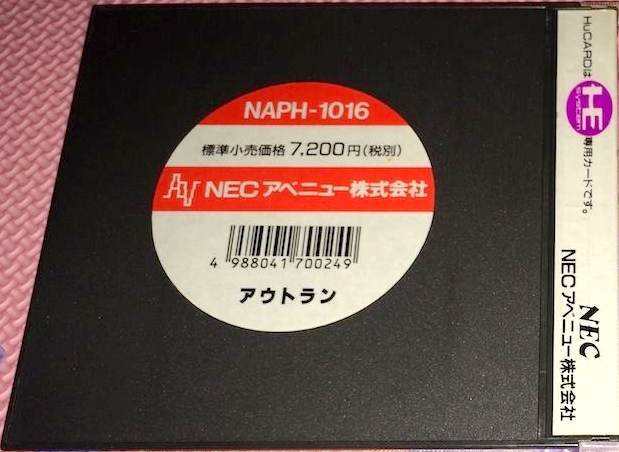 NAPH-1016
標準小売価格 7,200円(税別)
NECアベニュー株式会社
4 988041 700249
アウトラン
HuCARDは HE system 専用カードです。
NEC
NECアベニュー株式会社